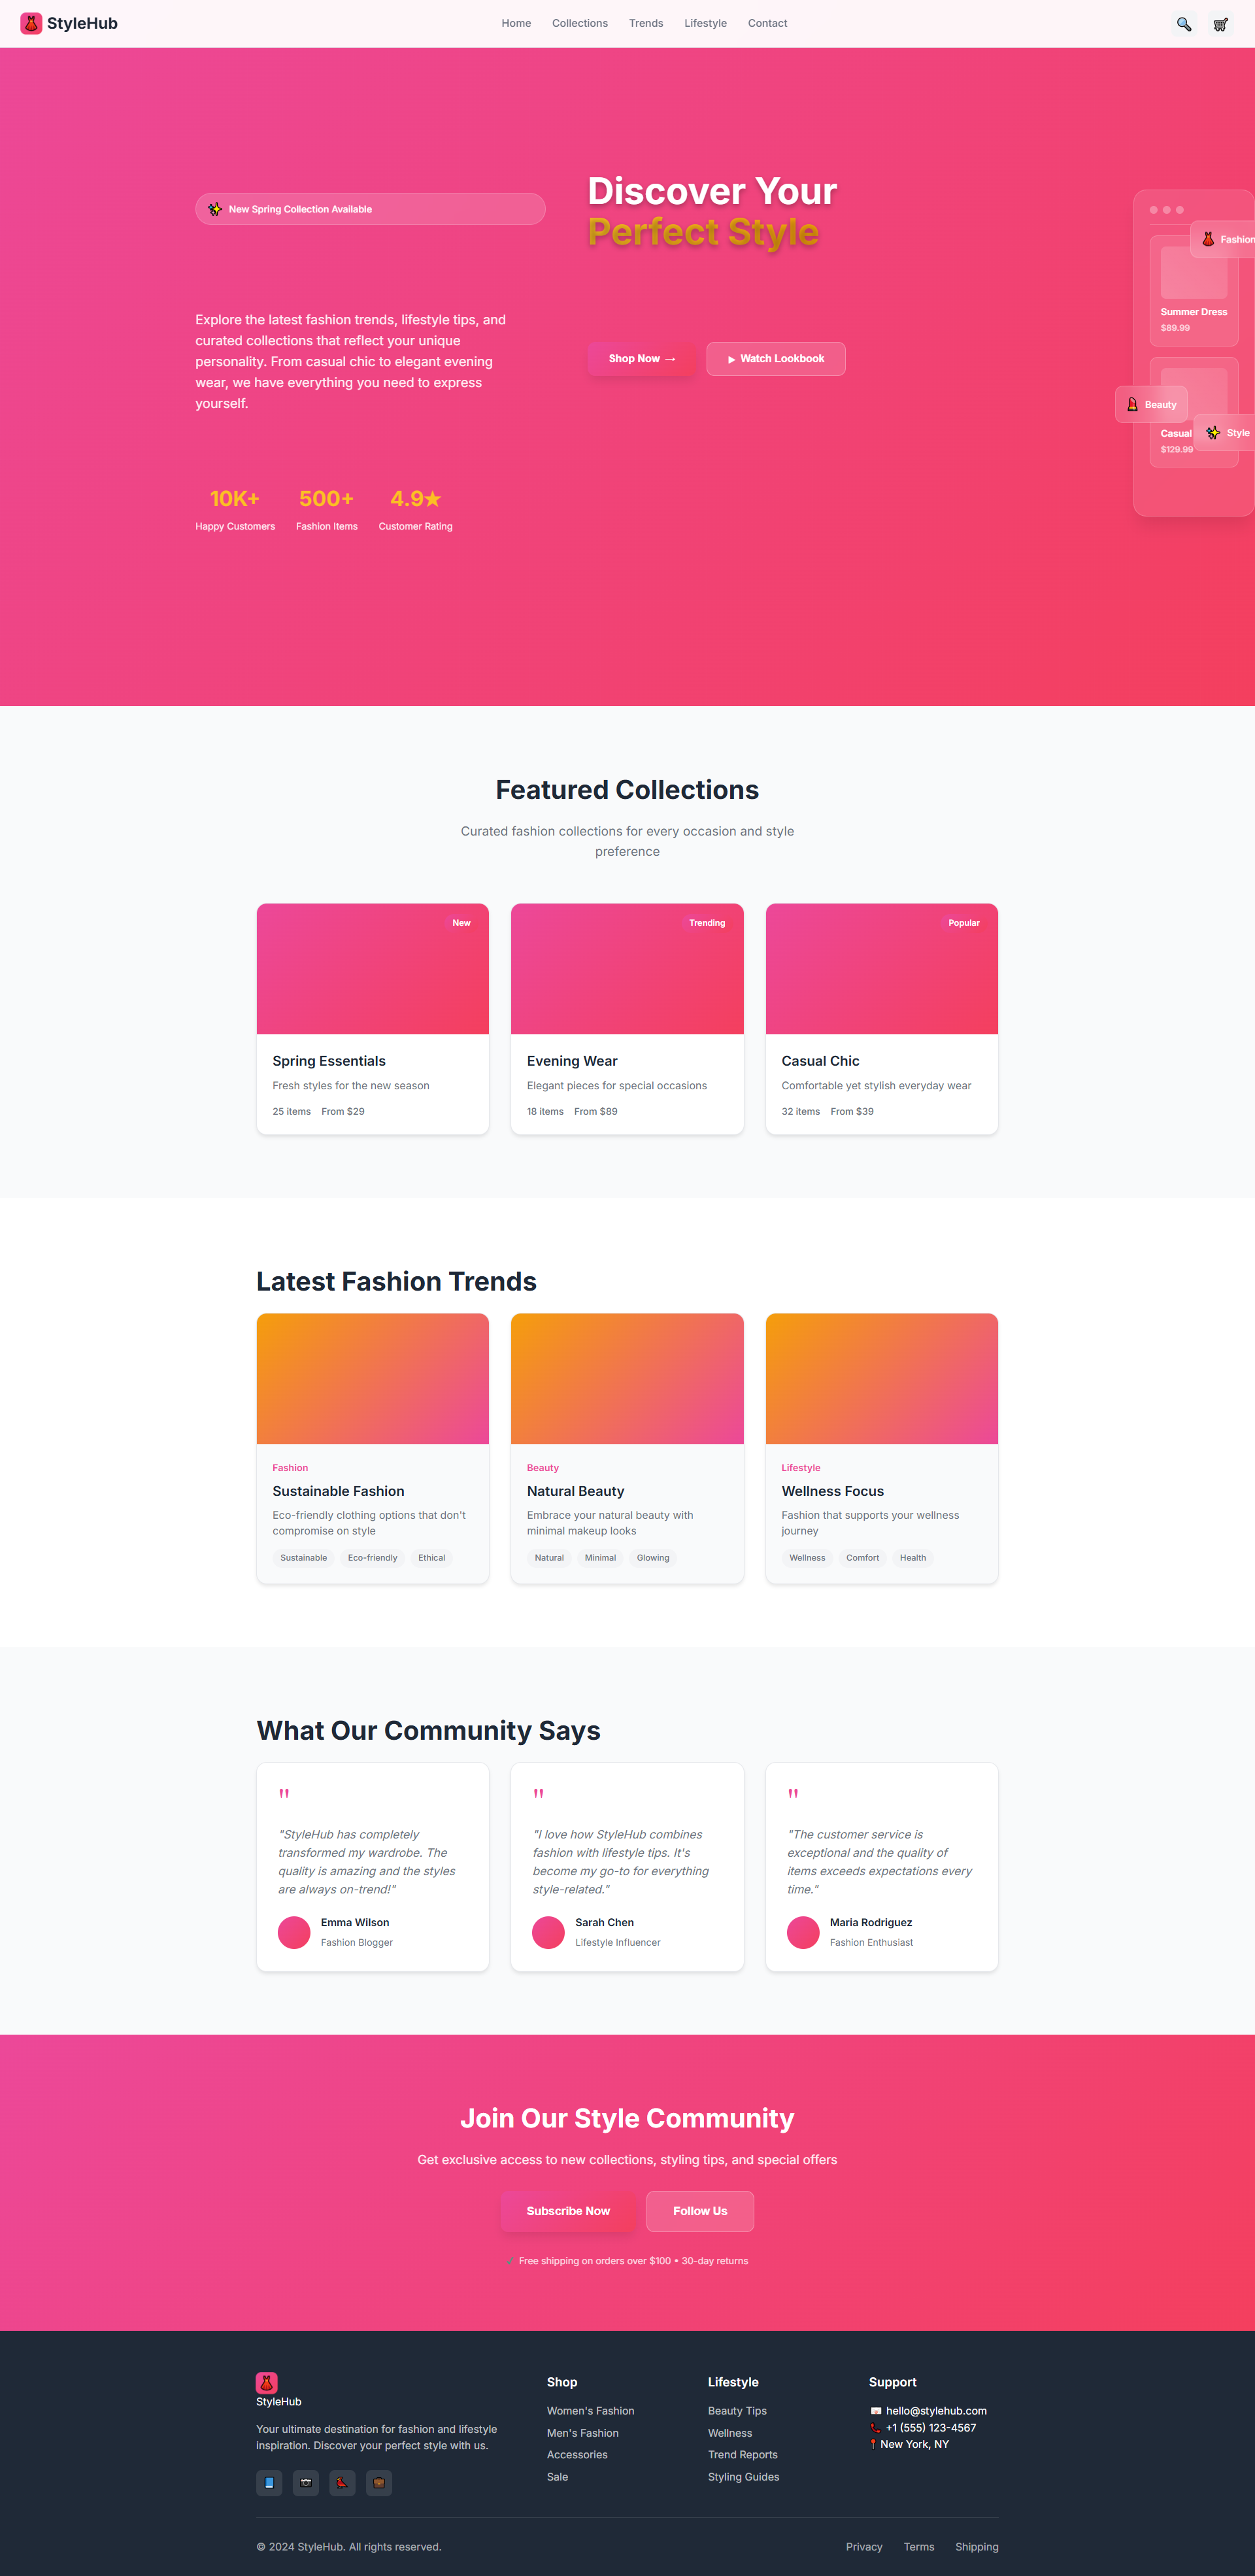 StyleHub
Home Collections Trends Lifestyle Contact
New Spring Collection Available
Discover Your
Perfect Style
Explore the latest fashion trends, lifestyle tips, and
curated collections that reflect your unique
personality. From casual chic to elegant evening
wear, we have everything you need to express
yourself.
Shop Now →
▶ Watch Lookbook
10K+ 500+ 4.9★
Happy Customers Fashion Items Customer Rating
Fashion
Summer Dress
$89.99
Beauty
Casual
Style
$129.99
Featured Collections
Curated fashion collections for every occasion and style
preference
New
Spring Essentials
Fresh styles for the new season
25 items From $29
Trending
Evening Wear
Elegant pieces for special occasions
18 items From $89
Popular
Casual Chic
Comfortable yet stylish everyday wear
32 items From $39
Latest Fashion Trends
Fashion
Sustainable Fashion
Eco-friendly clothing options that don't
compromise on style
Sustainable Eco-friendly Ethical
Beauty
Natural Beauty
Embrace your natural beauty with
minimal makeup looks
Natural Minimal Glowing
Lifestyle
Wellness Focus
Fashion that supports your wellness
journey
Wellness Comfort Health
What Our Community Says
"
"StyleHub has completely
transformed my wardrobe. The
quality is amazing and the styles
are always on-trend!"
Emma Wilson
Fashion Blogger
"
"I love how StyleHub combines
fashion with lifestyle tips. It's
become my go-to for everything
style-related."
Sarah Chen
Lifestyle Influencer
"
"The customer service is
exceptional and the quality of
items exceeds expectations every
time."
Maria Rodriguez
Fashion Enthusiast
Join Our Style Community
Get exclusive access to new collections, styling tips, and special offers
Subscribe Now
Follow Us
✓ Free shipping on orders over $100 • 30-day returns
StyleHub
Your ultimate destination for fashion and lifestyle
inspiration. Discover your perfect style with us.
Shop
Women's Fashion
Men's Fashion
Accessories
Sale
Lifestyle
Beauty Tips
Wellness
Trend Reports
Styling Guides
Support
hello@stylehub.com
+1 (555) 123-4567
New York, NY
© 2024 StyleHub. All rights reserved.
Privacy Terms Shipping